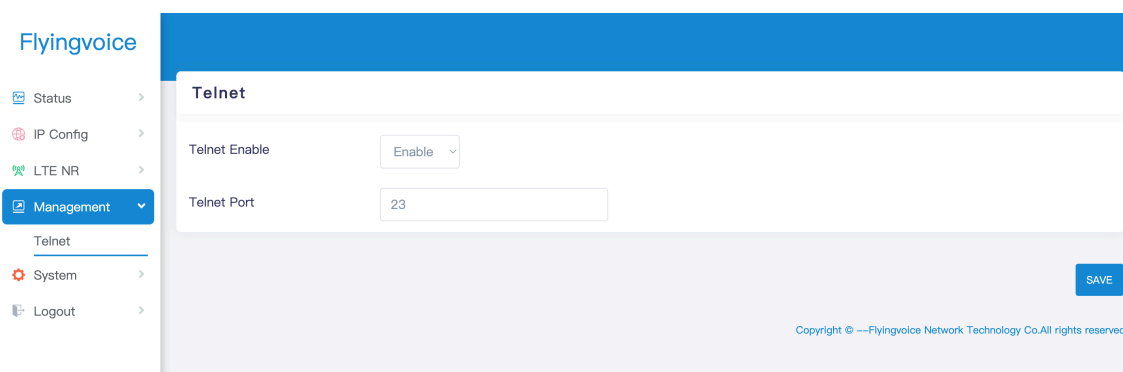 Flyingvoice
Status
IP Config
LTE NR
Management
Telnet
System
Logout
Telnet
Telnet Enable
Enable
Telnet Port
23
SAVE
Copyright © --Flyingvoice Network Technology Co.All rights reserved